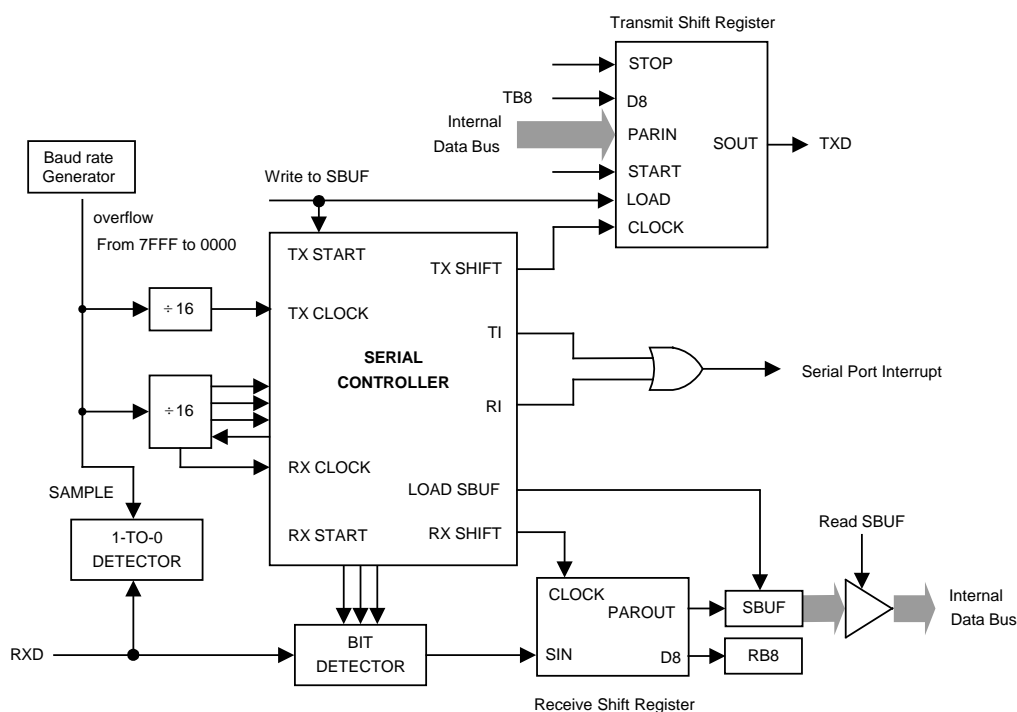 Transmit Shift Register
STOP
TB8
D8
Internal
Data Bus
PARIN
SOUT
TXD
START
LOAD
CLOCK
Baud rate
Generator
Write to SBUF
overflow
From 7FFF to 0000
TX START
TX SHIFT
÷ 16
TX CLOCK
TI
SERIAL
CONTROLLER
Serial Port Interrupt
÷ 16
RI
RX CLOCK
SAMPLE
LOAD SBUF
1-TO-0
DETECTOR
RX START
RX SHIFT
Read SBUF
CLOCK
PAROUT
SBUF
Internal
Data Bus
RXD
BIT
DETECTOR
SIN
D8
RB8
Receive Shift Register